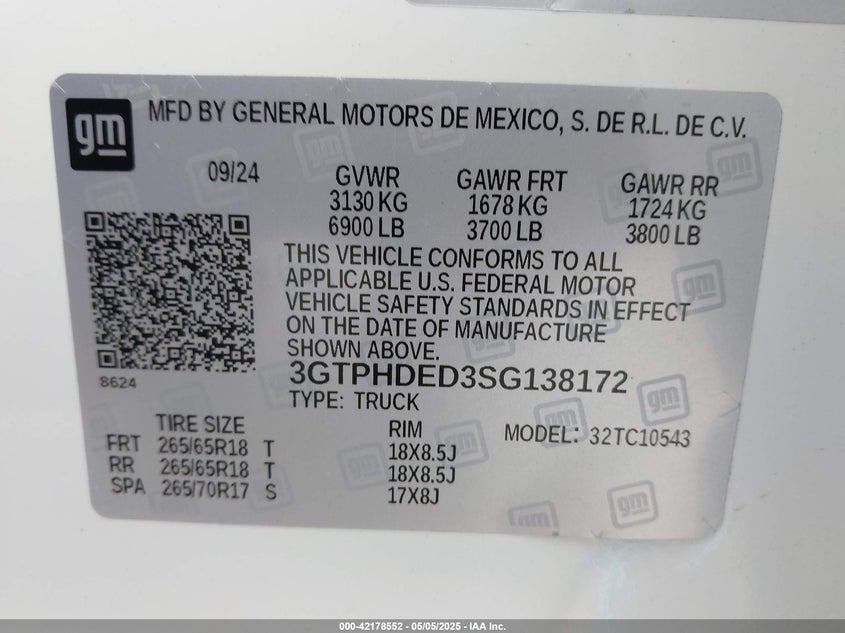 gm
MFD BY GENERAL MOTORS DE MEXICO, S. DE R.L. DE C.V.
09/24
GVWR
3130 KG
6900 LB
GAWR FRT
1678 KG
3700 LB
GAWR RR
1724 KG
3800 LB
THIS VEHICLE CONFORMS TO ALL
APPLICABLE U.S. FEDERAL MOTOR
VEHICLE SAFETY STANDARDS IN EFFECT
ON THE DATE OF MANUFACTURE
SHOWN ABOVE.
8624
3GTPHDED3SG138172
TYPE: TRUCK
TIRE SIZE
RIM
MODEL: 32TC10543
FRT 265/65R18 T 18X8.5J
RR 265/65R18 T 18X8.5J
SPA 265/70R17 S 17X8J
000-42178552 - 05/05/2025 - IAA Inc.